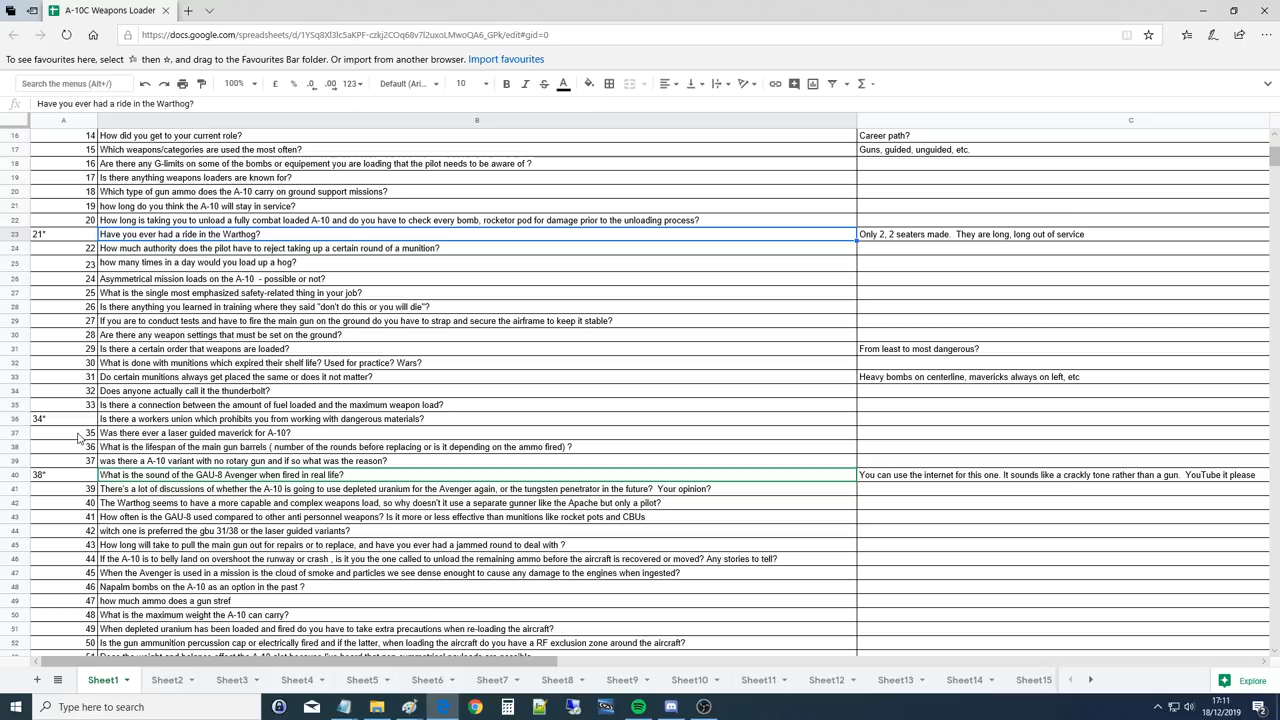 A-10C Weapons Loader
https://docs.google.com/spreadsheets/d/1YSq8Xl3lc5aKPF-czkj2COq68v7l2uxoLMwoQA6_GPk/edit#gid=0
To see favourites here, select ☆ then ☆, and drag to the Favourites Bar folder. Or import from another browser. Import favourites
Search the menus (Alt+/) 100% £ % .0 .00 123 Default (Ari... 10
fx Have you ever had a ride in the Warthog?
A B C
16 14 How did you get to your current role? Career path?
17 15 Which weapons/categories are used the most often? Guns, guided, unguided, etc.
18 16 Are there any G-limits on some of the bombs or equipement you are loading that the pilot needs to be aware of ?
19 17 Is there anything weapons loaders are known for?
20 18 Which type of gun ammo does the A-10 carry on ground support missions?
21 19 how long do you think the A-10 will stay in service?
22 20 How long is taking you to unload a fully combat loaded A-10 and do you have to check every bomb, rocketor pod for damage prior to the unloading process?
23 21* Have you ever had a ride in the Warthog? Only 2, 2 seaters made. They are long, long out of service
24 22 How much authority does the pilot have to reject taking up a certain round of a munition?
25 23 how many times in a day would you load up a hog?
26 24 Asymmetrical mission loads on the A-10 - possible or not?
27 25 What is the single most emphasized safety-related thing in your job?
28 26 Is there anything you learned in training where they said "don't do this or you will die"?
29 27 If you are to conduct tests and have to fire the main gun on the ground do you have to strap and secure the airframe to keep it stable?
30 28 Are there any weapon settings that must be set on the ground?
31 29 Is there a certain order that weapons are loaded? From least to most dangerous?
32 30 What is done with munitions which expired their shelf life? Used for practice? Wars?
33 31 Do certain munitions always get placed the same or does it not matter? Heavy bombs on centerline, mavericks always on left, etc
34 32 Does anyone actually call it the thunderbolt?
35 33 Is there a connection between the amount of fuel loaded and the maximum weapon load?
36 34* Is there a workers union which prohibits you from working with dangerous materials?
37 35 Was there ever a laser guided maverick for A-10?
38 36 What is the lifespan of the main gun barrels ( number of the rounds before replacing or is it depending on the ammo fired) ?
39 37 was there a A-10 variant with no rotary gun and if so what was the reason?
40 38* What is the sound of the GAU-8 Avenger when fired in real life? You can use the internet for this one. It sounds like a crackly tone rather than a gun. YouTube it please
41 39 There's a lot of discussions of whether the A-10 is going to use depleted uranium for the Avenger again, or the tungsten penetrator in the future? Your opinion?
42 40 The Warthog seems to have a more capable and complex weapons load, so why doesn't it use a separate gunner like the Apache but only a pilot?
43 41 How often is the GAU-8 used compared to other anti personnel weapons? Is it more or less effective than munitions like rocket pots and CBUs
44 42 witch one is preferred the gbu 31/38 or the laser guided variants?
45 43 How long will take to pull the main gun out for repairs or to replace, and have you ever had a jammed round to deal with ?
46 44 If the A-10 is to belly land on overshoot the runway or crash , is it you the one called to unload the remaining ammo before the aircraft is recovered or moved? Any stories to tell?
47 45 When the Avenger is used in a mission is the cloud of smoke and particles we see dense enought to cause any damage to the engines when ingested?
48 46 Napalm bombs on the A-10 as an option in the past ?
49 47 how much ammo does a gun stref
50 48 What is the maximum weight the A-10 can carry?
51 49 When depleted uranium has been loaded and fired do you have to take extra precautions when re-loading the aircraft?
52 50 Is the gun ammunition percussion cap or electrically fired and if the latter, when loading the aircraft do you have a RF exclusion zone around the aircraft?
Sheet1 Sheet2 Sheet3 Sheet4 Sheet5 Sheet6 Sheet7 Sheet8 Sheet9 Sheet10 Sheet11 Sheet12 Sheet13 Sheet14 Sheet15 Explore
Type here to search
17:11
18/12/2019